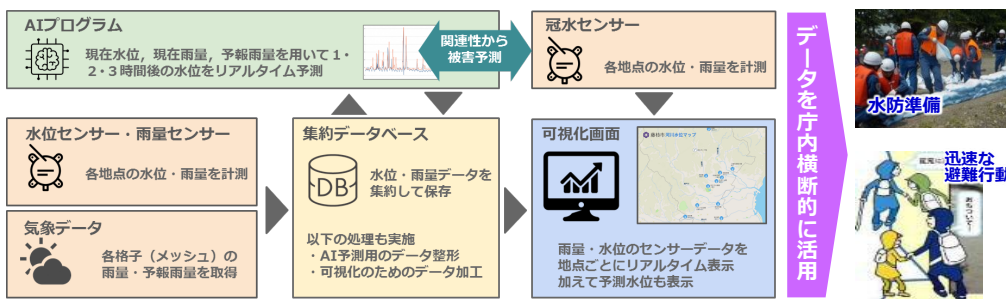 AIプログラム
現在水位，現在雨量，予報雨量を用いて１・
２・３時間後の水位をリアルタイム予測
関連性から
被害予測
冠水センサー
各地点の水位・雨量を計測
水位センサー・雨量センサー
各地点の水位・雨量を計測
気象データ
各格子（メッシュ）の
雨量・予報雨量を取得
集約データベース
DB
水位・雨量データを
集約して保存
以下の処理も実施
・AI予測用のデータ整形
・可視化のためのデータ加工
可視化画面
雨量・水位のセンサーデータを
地点ごとにリアルタイム表示
加えて予測水位も表示
データを庁内横断的に活用
水防準備
迅速な
避難行動
おちついて！